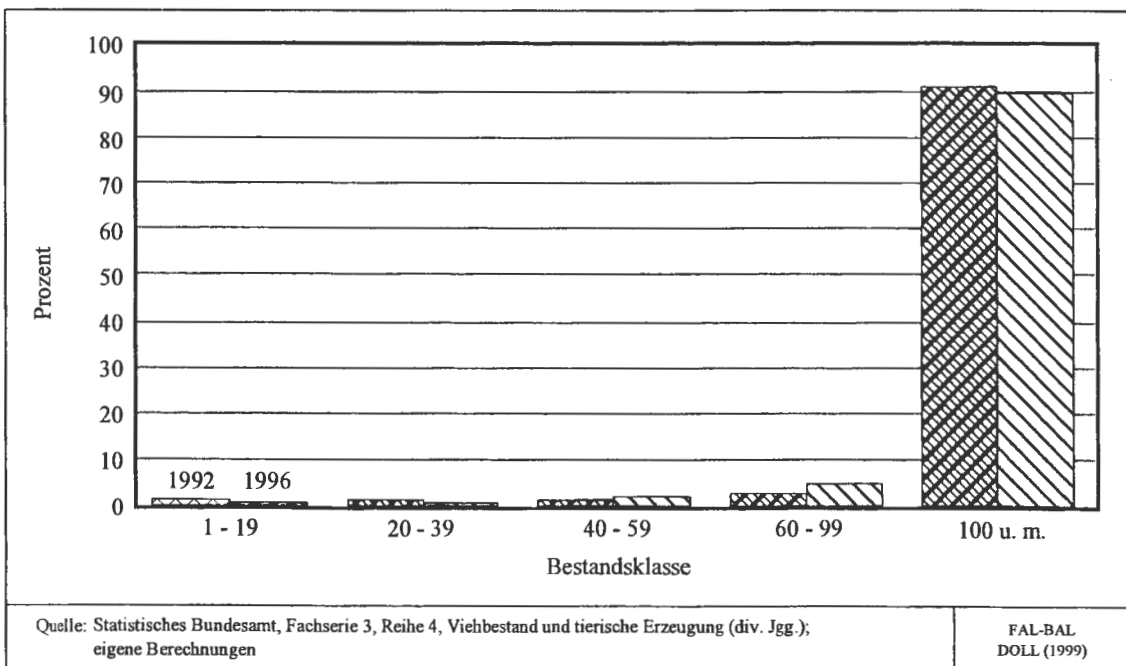 100
90
80
70
60
50
40
30
20
10
0
Prozent
1992 1996
1 - 19 20 - 39 40 - 59 60 - 99 100 u. m.
Bestandsklasse
Quelle: Statistisches Bundesamt, Fachserie 3, Reihe 4, Viehbestand und tierische Erzeugung (div. Jgg.);
eigene Berechnungen
FAL-BAL
DOLL (1999)